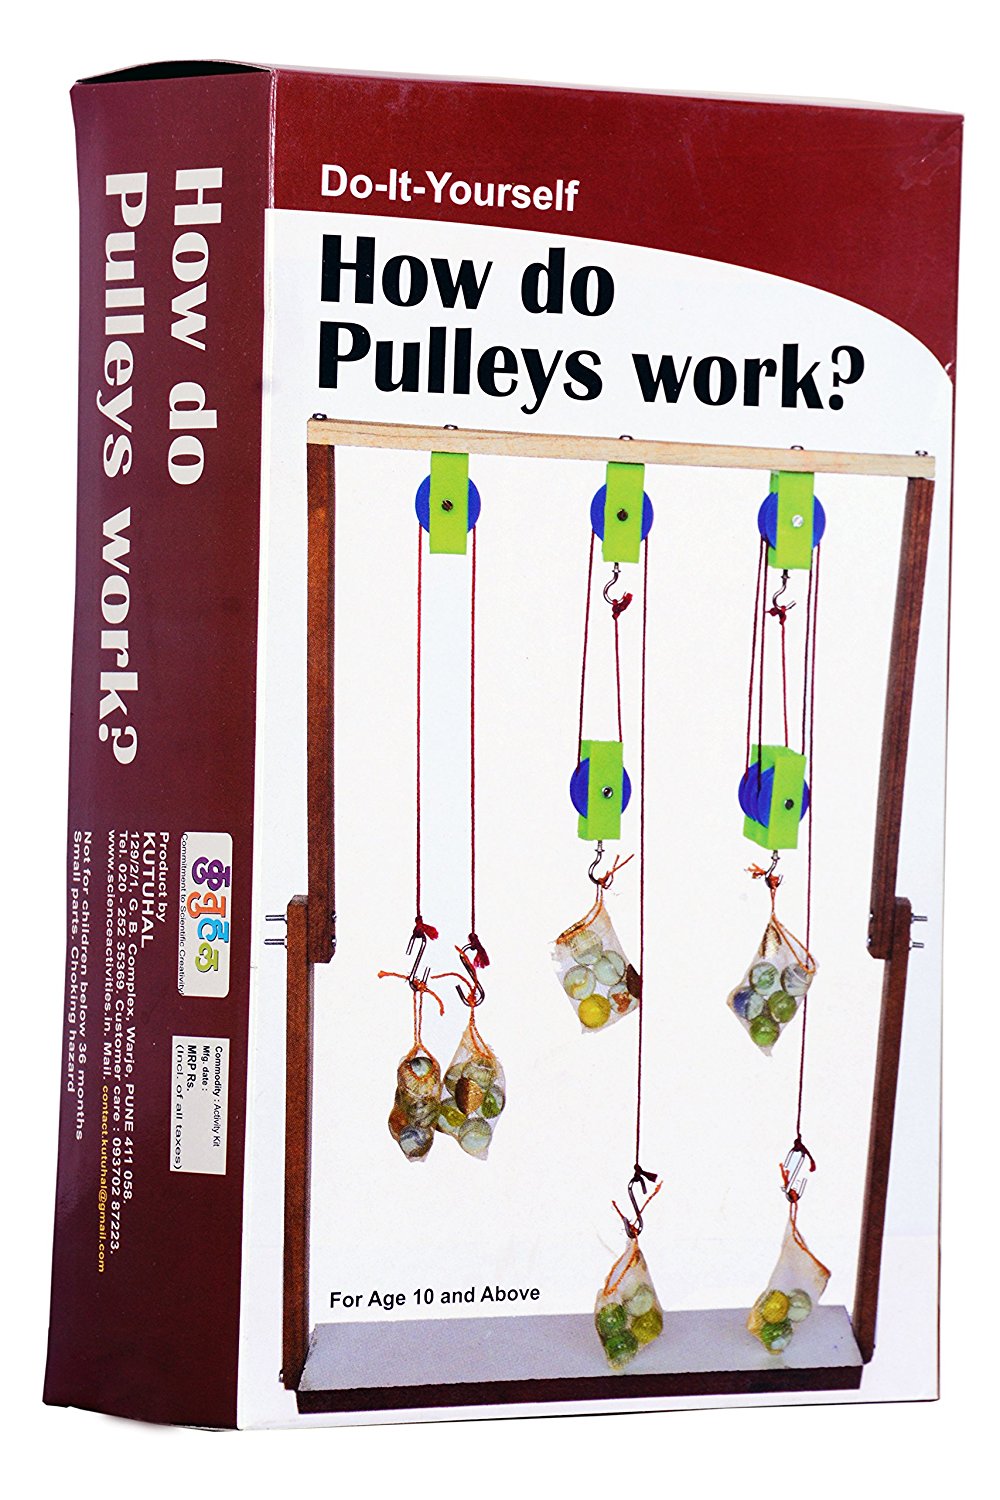 Do-It-Yourself
How do
Pulleys work?
For Age 10 and Above
How do
Pulleys work?
कुतुहल
Commitment to Scientific Creativity
Product by
KUTUHAL
129/2/1, G. B. Complex, Warje, PUNE 411 058.
Tel. 020 - 252 35369. Customer care : 093702 87223.
www.scienceactivities.in. Mail. contact.kutuhal@gmail.com
Not for children below 36 months
Small parts. Choking hazard
Commodity : Activity Kit
Mfg. date :
MRP Rs.
(Incl. of all taxes)